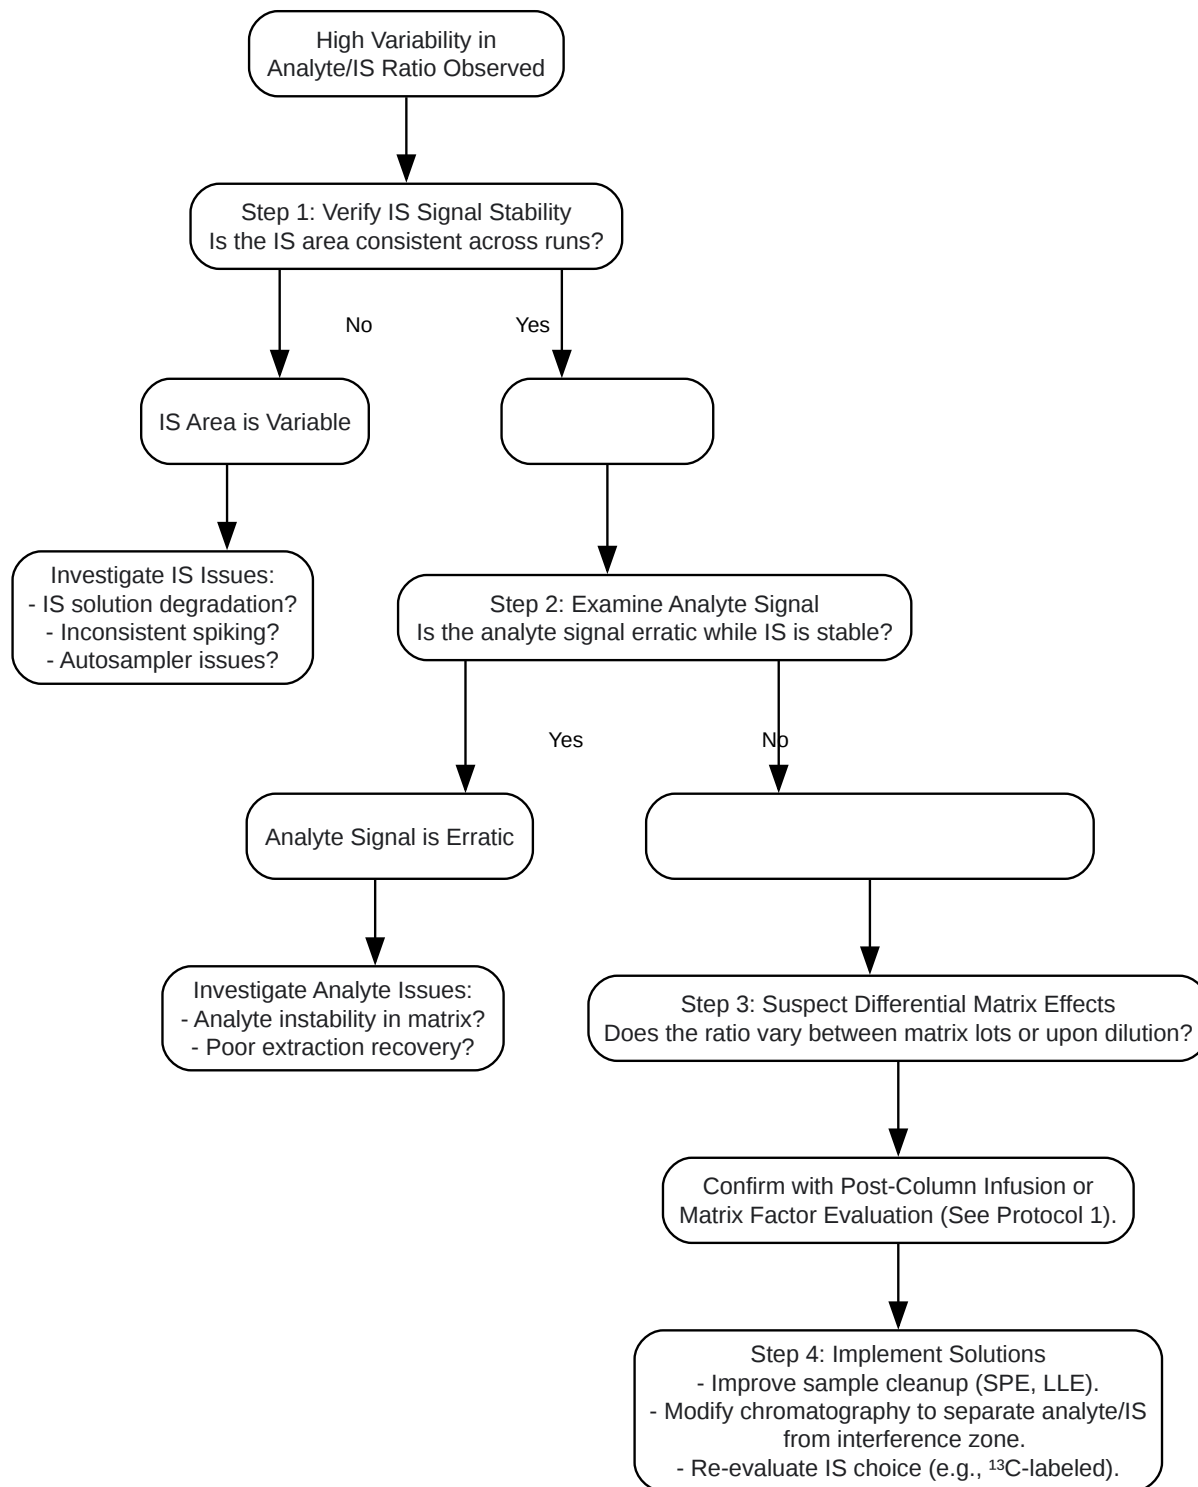 High Variability in
Analyte/IS Ratio Observed
Step 1: Verify IS Signal Stability
Is the IS area consistent across runs?
No
Yes
IS Area is Variable
Investigate IS Issues:
- IS solution degradation?
- Inconsistent spiking?
- Autosampler issues?
Step 2: Examine Analyte Signal
Is the analyte signal erratic while IS is stable?
Yes
No
Analyte Signal is Erratic
Investigate Analyte Issues:
- Analyte instability in matrix?
- Poor extraction recovery?
Step 3: Suspect Differential Matrix Effects
Does the ratio vary between matrix lots or upon dilution?
Confirm with Post-Column Infusion or
Matrix Factor Evaluation (See Protocol 1).
Step 4: Implement Solutions
- Improve sample cleanup (SPE, LLE).
- Modify chromatography to separate analyte/IS
from interference zone.
- Re-evaluate IS choice (e.g., ¹³C-labeled).